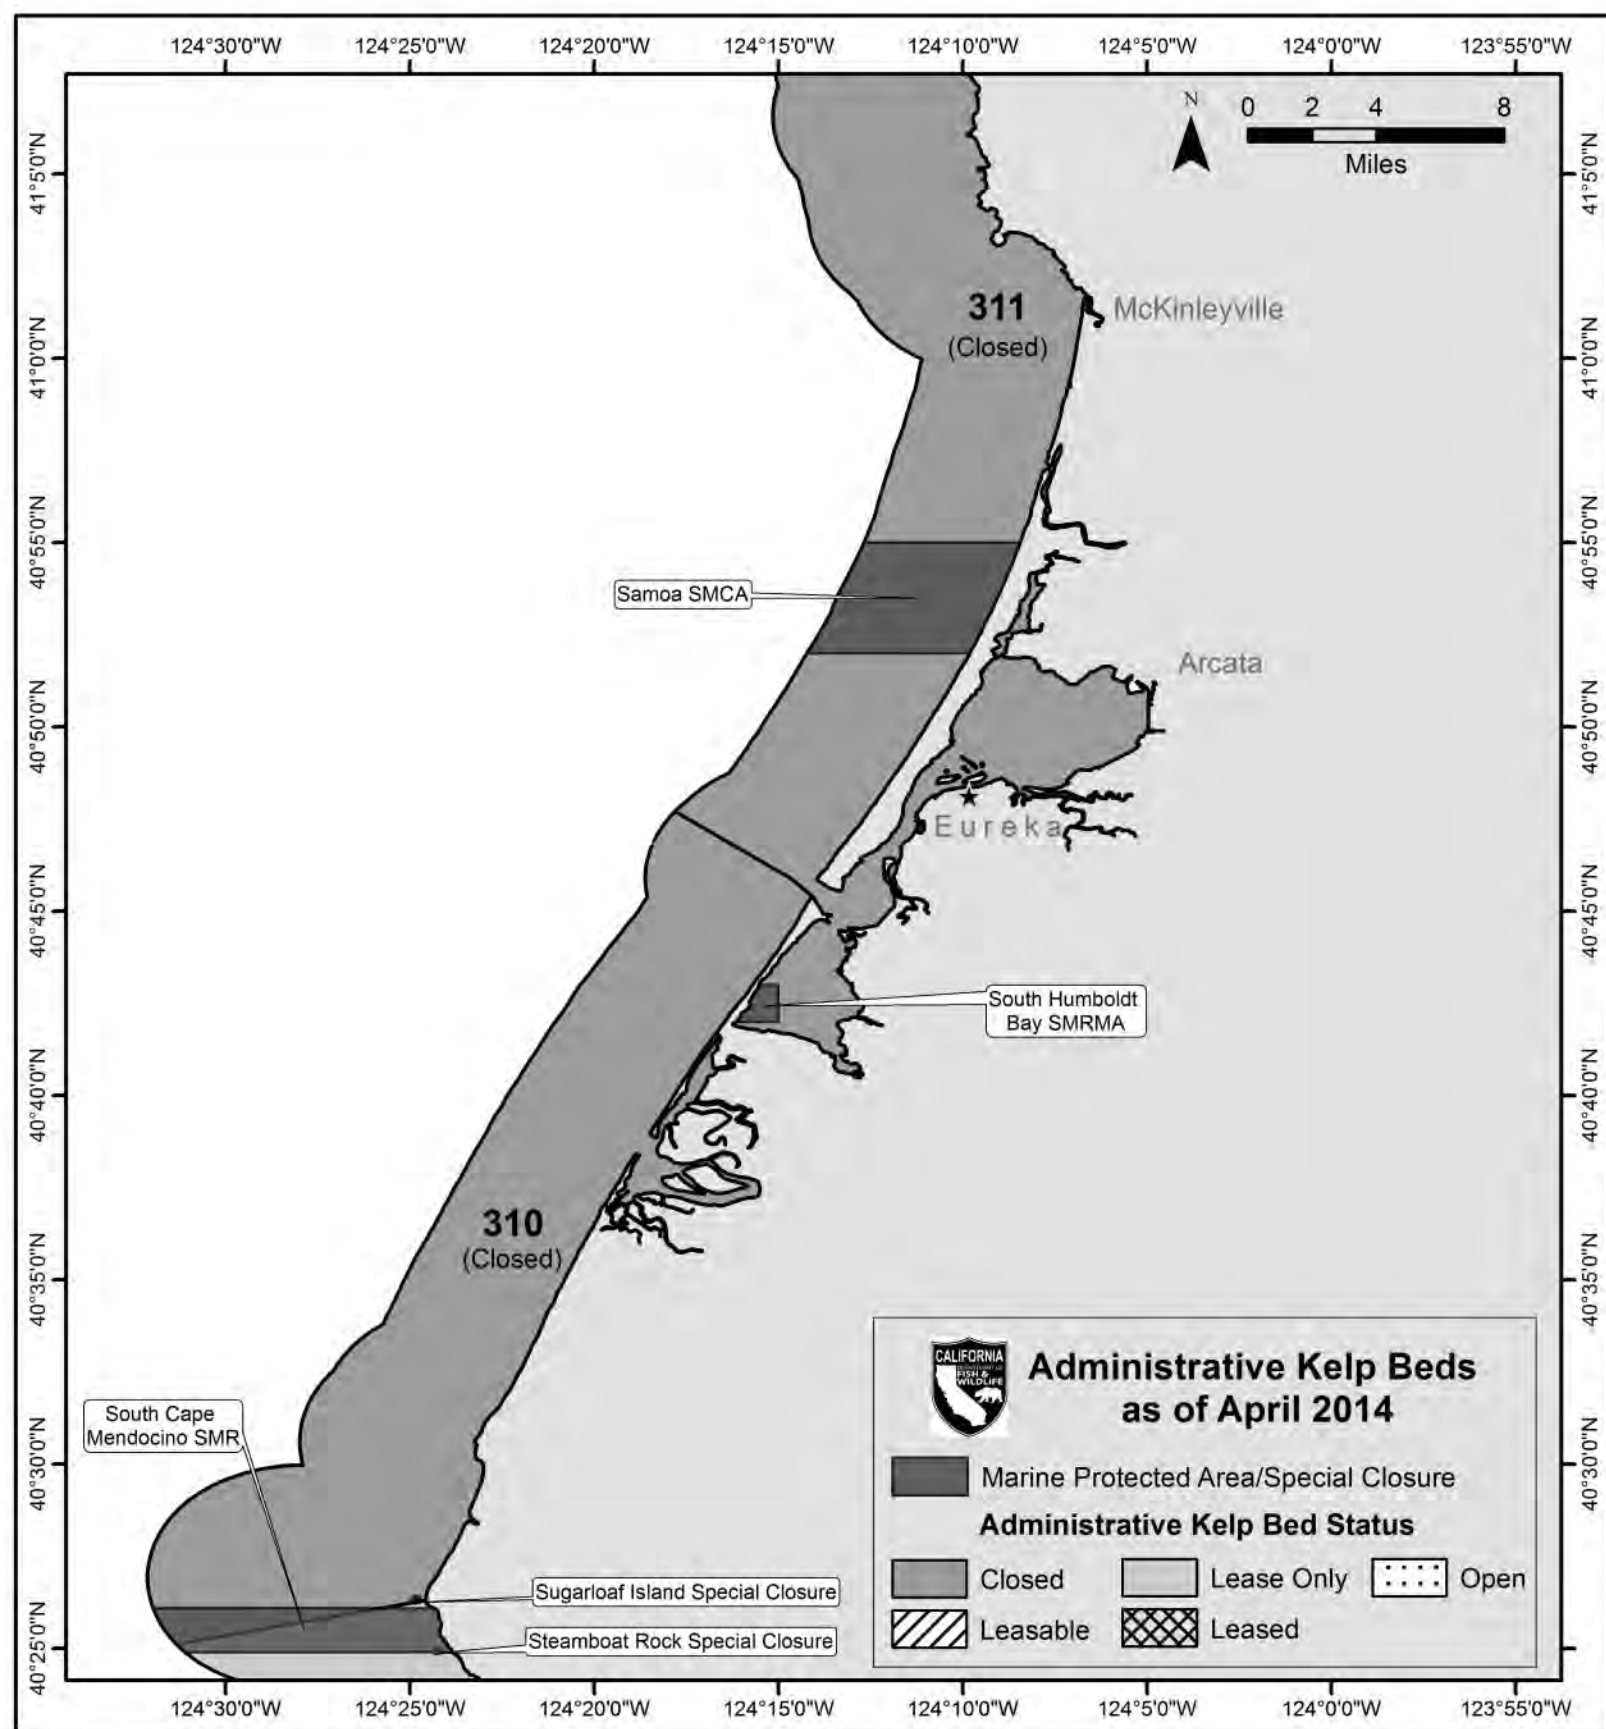 124°30'0"W 124°25'0"W 124°20'0"W 124°15'0"W 124°10'0"W 124°5'0"W 124°0'0"W 123°55'0"W
N
0 2 4 8
Miles
41°5'0"N
41°5'0"N
311
(Closed)
McKinleyville
41°0'0"N
41°0'0"N
40°55'0"N
40°55'0"N
Samoa SMCA
Arcata
40°50'0"N
40°50'0"N
Eureka
40°45'0"N
40°45'0"N
South Humboldt
Bay SMRMA
40°40'0"N
40°40'0"N
310
(Closed)
40°35'0"N
40°35'0"N
South Cape
Mendocino SMR
40°30'0"N
40°30'0"N
Sugarloaf Island Special Closure
Steamboat Rock Special Closure
40°25'0"N
CALIFORNIA
FISH &
WILDLIFE
Administrative Kelp Beds
as of April 2014
Marine Protected Area/Special Closure
Administrative Kelp Bed Status
Closed Lease Only Open
Leasable Leased
124°30'0"W 124°25'0"W 124°20'0"W 124°15'0"W 124°10'0"W 124°5'0"W 124°0'0"W 123°55'0"W